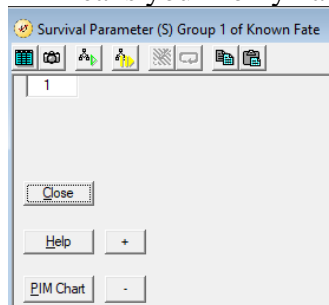 Survival Parameter (S) Group 1 of Known Fate
1
Close
Help +
PIM Chart -